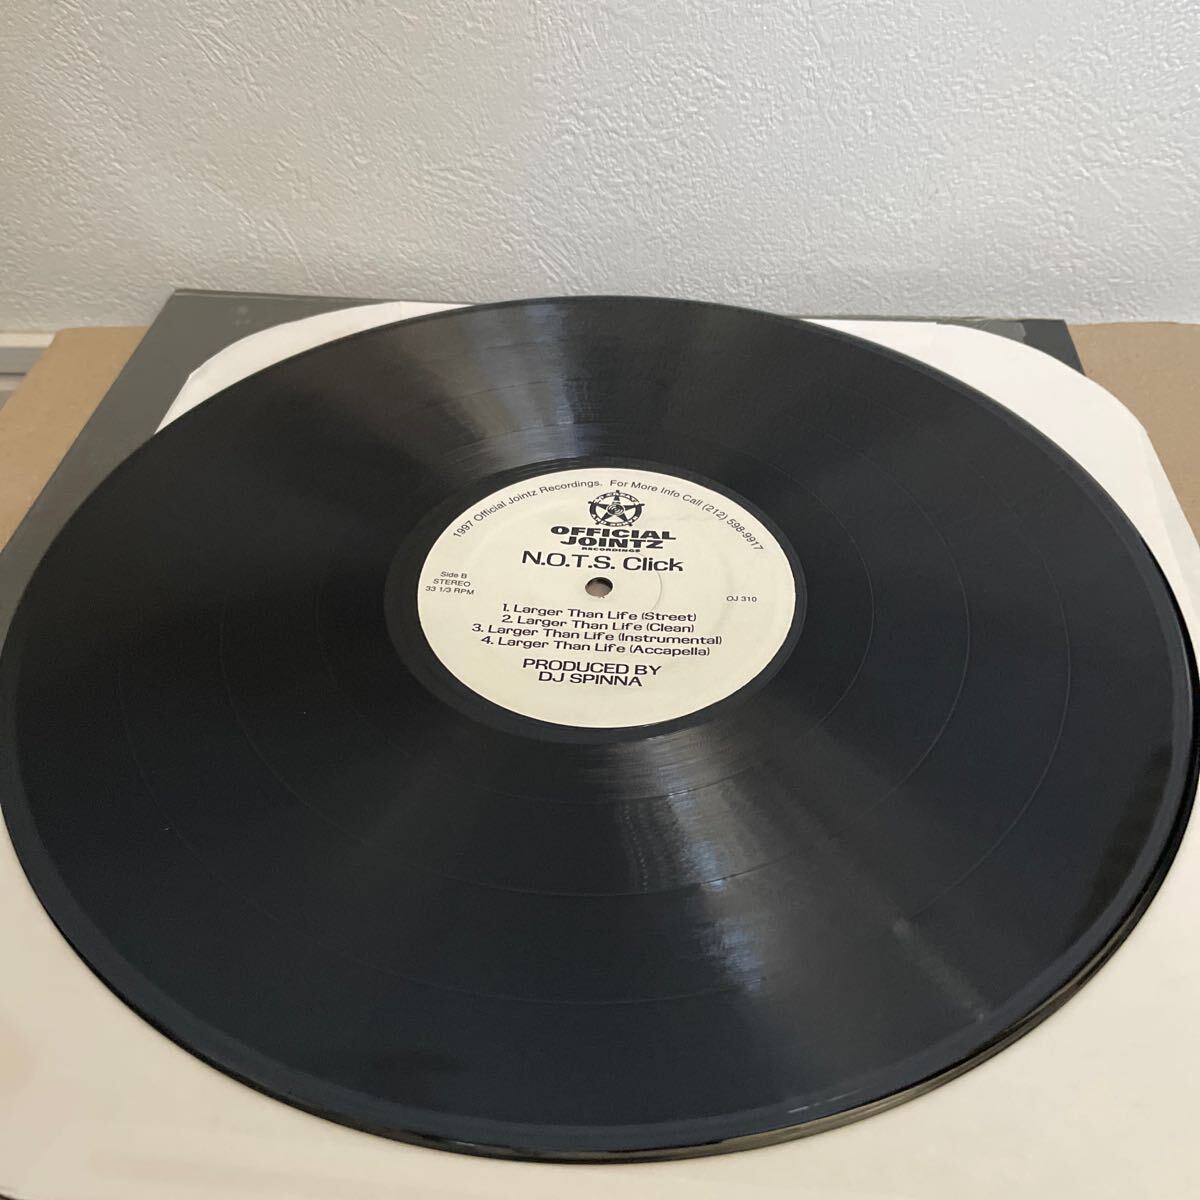 1997 Official Jointz Recordings. For More Info Call (212) 598-9917
OFFICIAL
JOINTZ
RECORDINGS
N.O.T.S. Click
Side B
STEREO
33 1/3 RPM
OJ 310
1. Larger Than Life (Street)
2. Larger Than Life (Clean)
3. Larger Than Life (Instrumental)
4. Larger Than Life (Accapella)
PRODUCED BY
DJ SPINNA